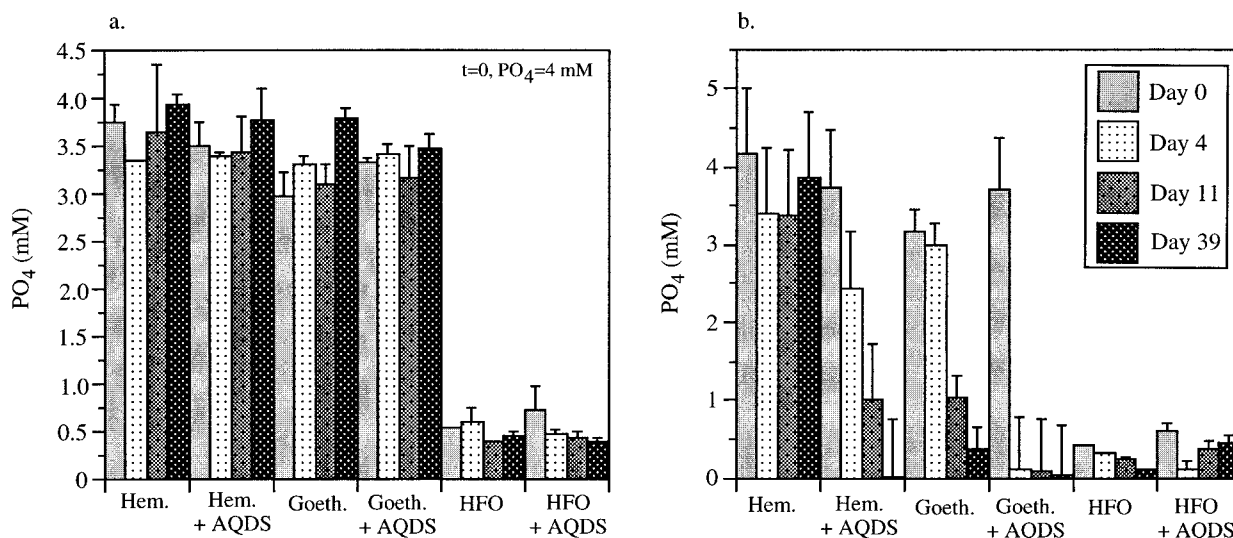 a.
4.5
4.0
3.5
3.0
2.5
2.0
1.5
1.0
0.5
0
PO4 (mM)
t=0, PO4=4 mM
Hem.
Hem. + AQDS
Goeth.
Goeth. + AQDS
HFO
HFO + AQDS
b.
5
4
3
2
1
0
PO4 (mM)
Day 0
Day 4
Day 11
Day 39
Hem.
Hem. + AQDS
Goeth.
Goeth. + AQDS
HFO
HFO + AQDS